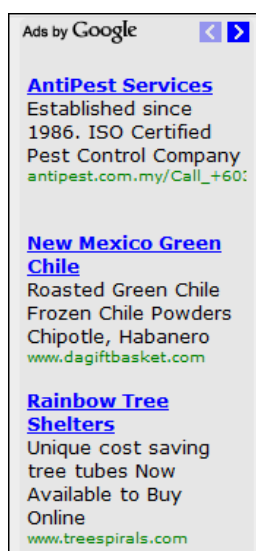 Ads by Google
AntiPest Services
Established since
1986. ISO Certified
Pest Control Company
antipest.com.my/Call_+603
New Mexico Green
Chile
Roasted Green Chile
Frozen Chile Powders
Chipotle, Habanero
www.dagiftbasket.com
Rainbow Tree
Shelters
Unique cost saving
tree tubes Now
Available to Buy
Online
www.treespirals.com